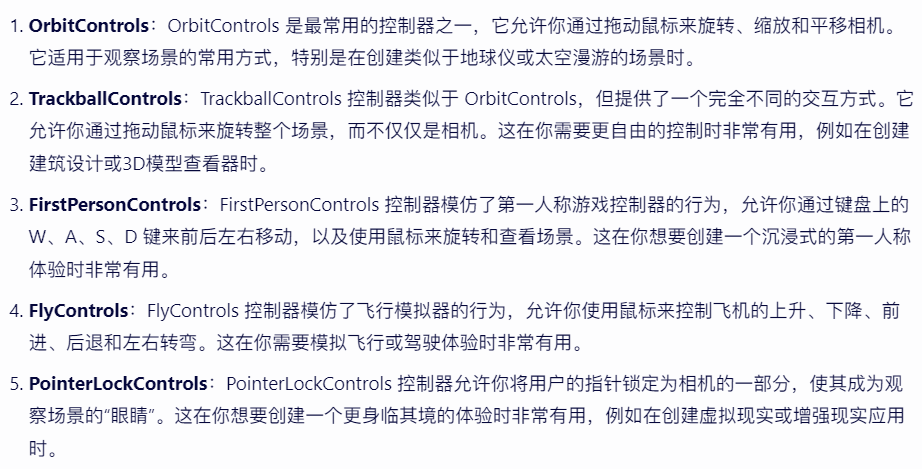 1. OrbitControls：OrbitControls 是最常用的控制器之一，它允许你通过拖动鼠标来旋转、缩放和平移相机。
它适用于观察场景的常用方式，特别是在创建类似于地球仪或太空漫游的场景时。
2. TrackballControls：TrackballControls 控制器类似于 OrbitControls，但提供了一个完全不同的交互方式。它
允许你通过拖动鼠标来旋转整个场景，而不仅仅是相机。这在你需要更自由的控制时非常有用，例如在创建
建筑设计或3D模型查看器时。
3. FirstPersonControls：FirstPersonControls 控制器模仿了第一人称游戏控制器的行为，允许你通过键盘上的
W、A、S、D 键来前后左右移动，以及使用鼠标来旋转和查看场景。这在你想要创建一个沉浸式的第一人称
体验时非常有用。
4. FlyControls：FlyControls 控制器模仿了飞行模拟器的行为，允许你使用鼠标来控制飞机的上升、下降、前
进、后退和左右转弯。这在你需要模拟飞行或驾驶体验时非常有用。
5. PointerLockControls：PointerLockControls 控制器允许你将用户的指针锁定为相机的一部分，使其成为观
察场景的“眼睛”。这在你想要创建一个更身临其境的体验时非常有用，例如在创建虚拟现实或增强现实应用
时。